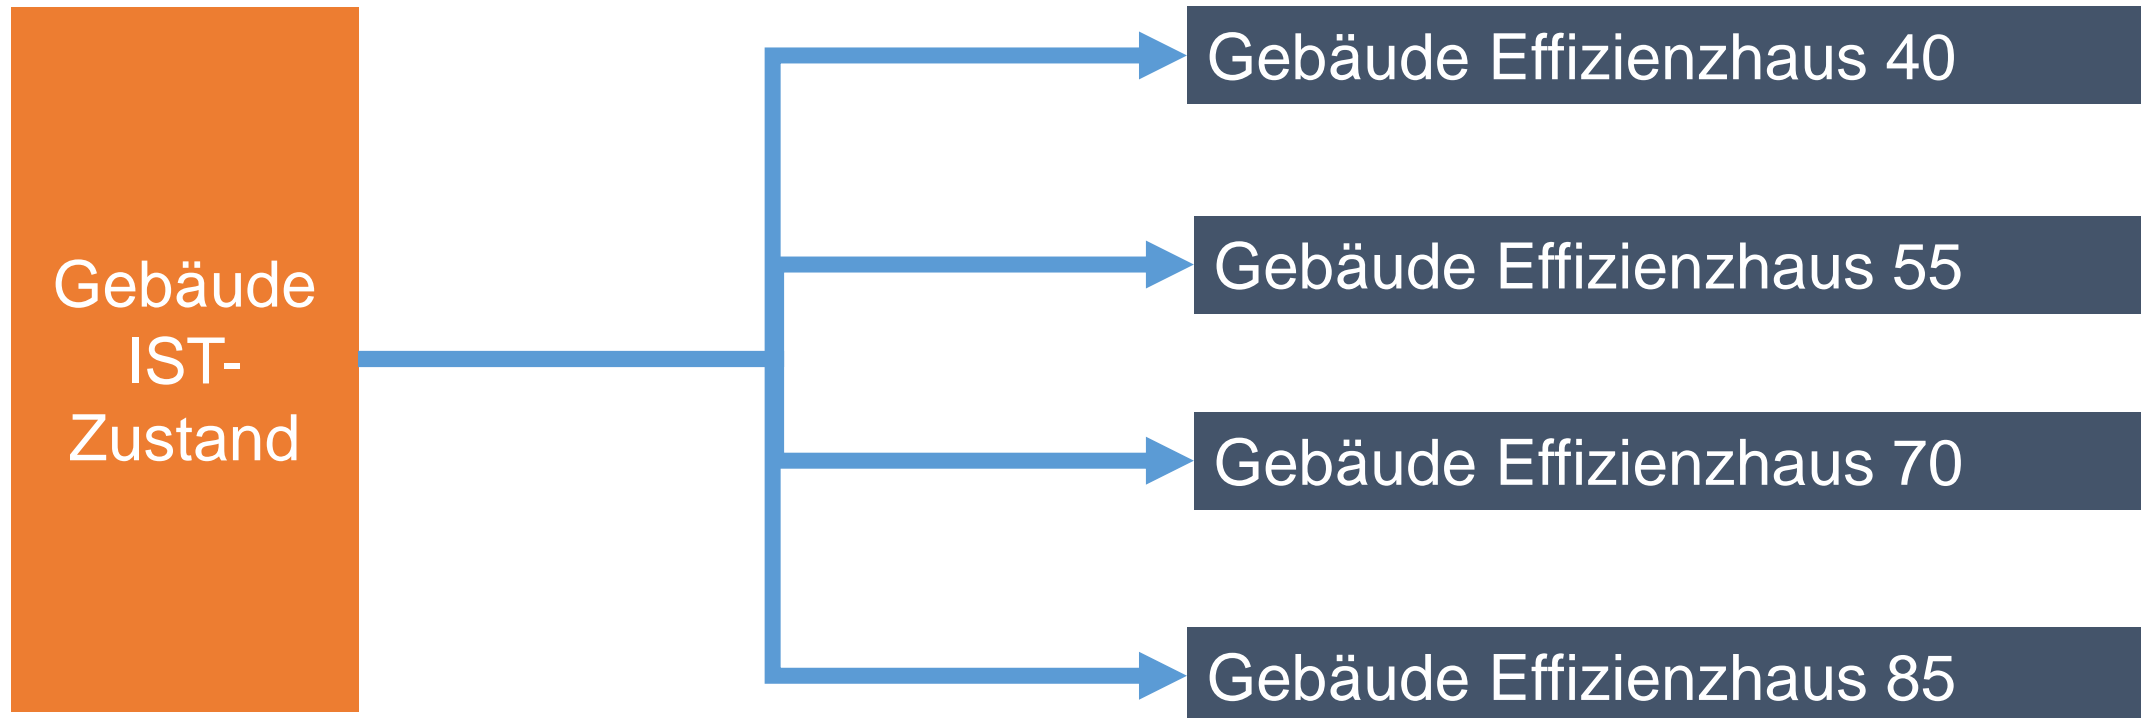 Gebäude
IST-
Zustand
Gebäude Effizienzhaus 40
Gebäude Effizienzhaus 55
Gebäude Effizienzhaus 70
Gebäude Effizienzhaus 85